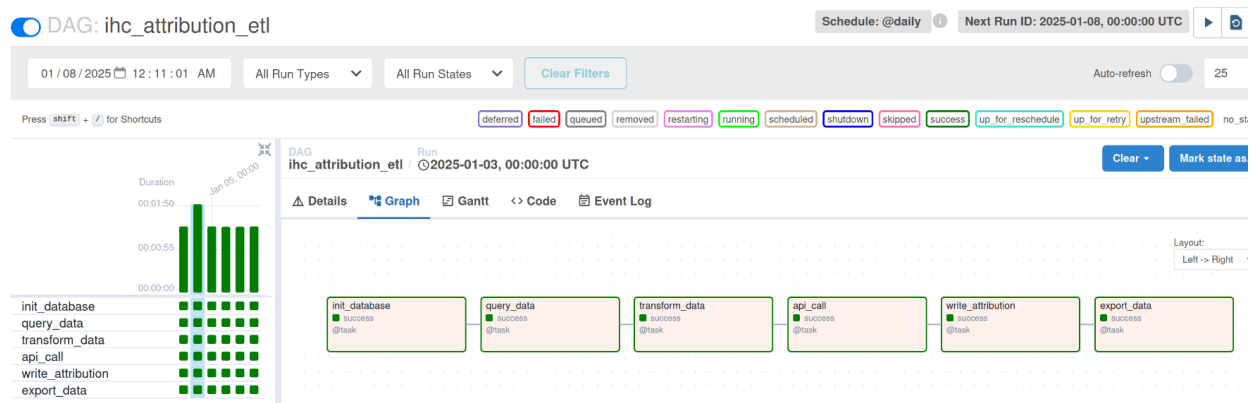 DAG: ihc_attribution_etl
Schedule: @daily
Next Run ID: 2025-01-08, 00:00:00 UTC
01 / 08 / 2025 12 : 11 : 01 AM
All Run Types
All Run States
Clear Filters
Auto-refresh
25
Press shift + / for Shortcuts
deferred failed queued removed restarting running scheduled shutdown skipped success up_for_reschedule up_for_retry upstream_failed
Duration
Jan 05, 00:00
00:01:50
00:00:55
00:00:00
init_database
query_data
transform_data
api_call
write_attribution
export_data
DAG
Run
ihc_attribution_etl / 2025-01-03, 00:00:00 UTC
Clear
Mark state as
Details
Graph
Gantt
<> Code
Event Log
Layout:
Left -> Right
init_database
success
@task
query_data
success
@task
transform_data
success
@task
api_call
success
@task
write_attribution
success
@task
export_data
success
@task